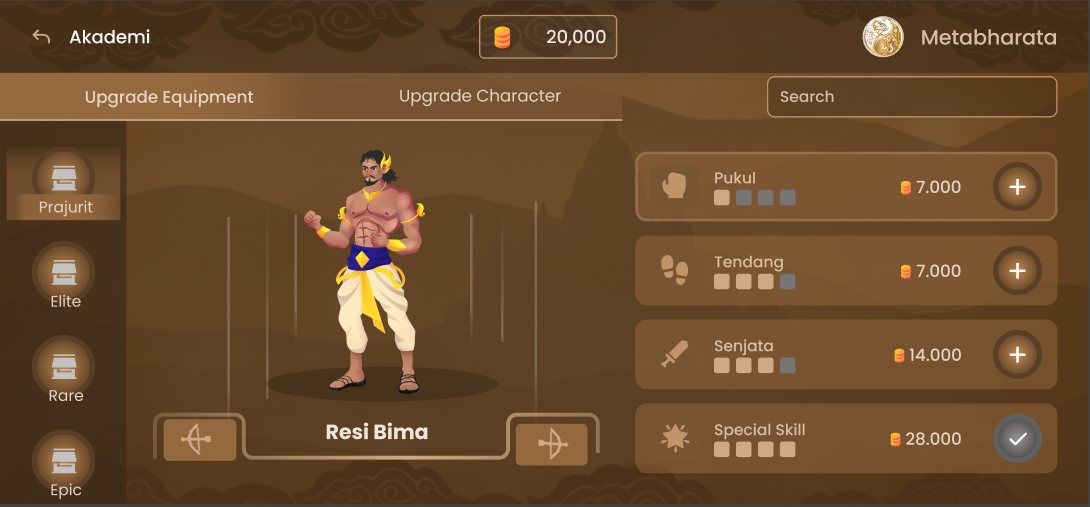 Akademi
20,000
Metabharata
Upgrade Equipment
Upgrade Character
Search
Prajurit
Elite
Rare
Epic
Resi Bima
Pukul
7.000
Tendang
7.000
Senjata
14.000
Special Skill
28.000